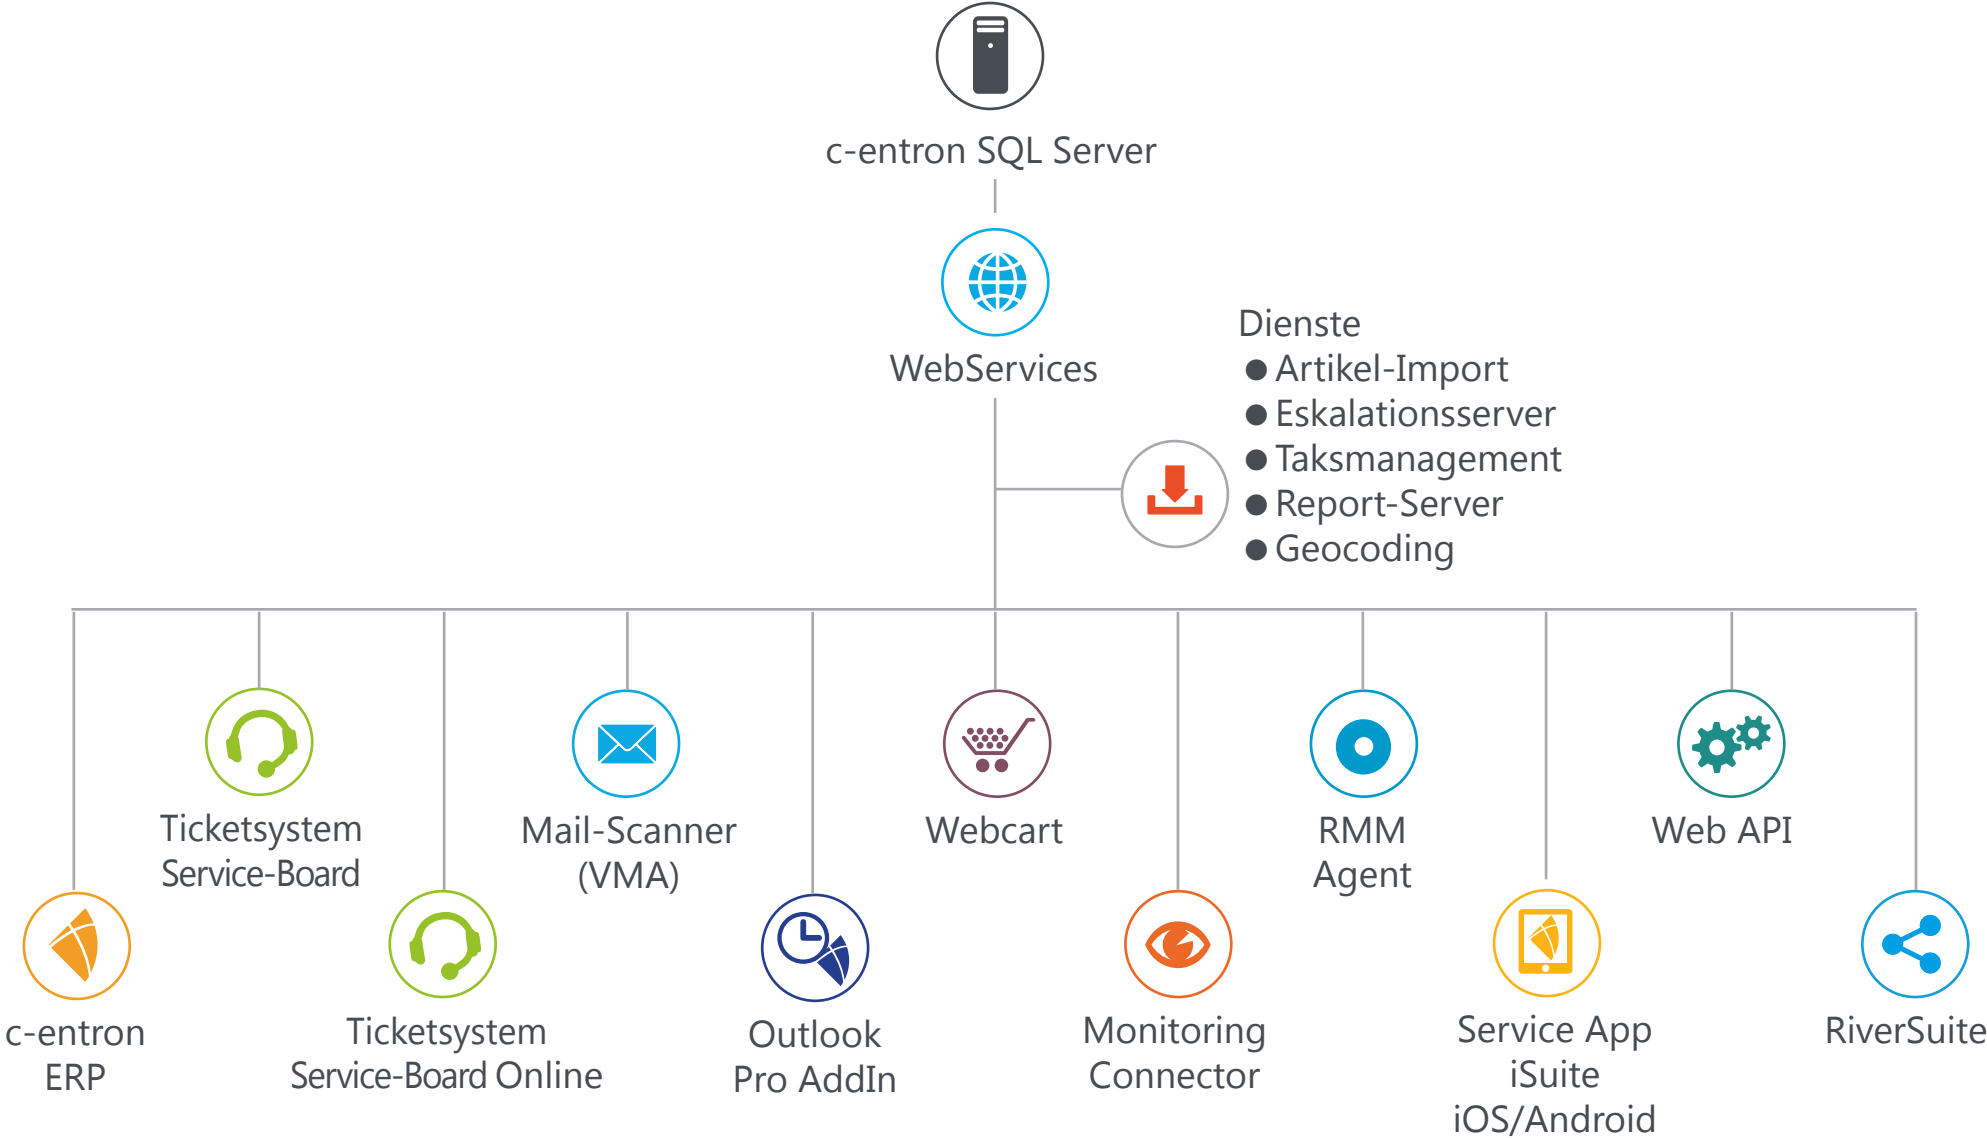 c-entron SQL Server
WebServices
Dienste
● Artikel-Import
● Eskalationsserver
● Taksmanagement
● Report-Server
● Geocoding
Ticketsystem
Service-Board
Mail-Scanner
(VMA)
Webcart
RMM
Agent
Web API
c-entron
ERP
Ticketsystem
Service-Board Online
Outlook
Pro AddIn
Monitoring
Connector
Service App
iSuite
iOS/Android
RiverSuite